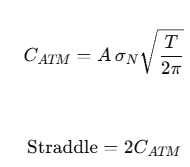 C_{ATM} = A σ_N √(T/2π)
Straddle = 2C_{ATM}